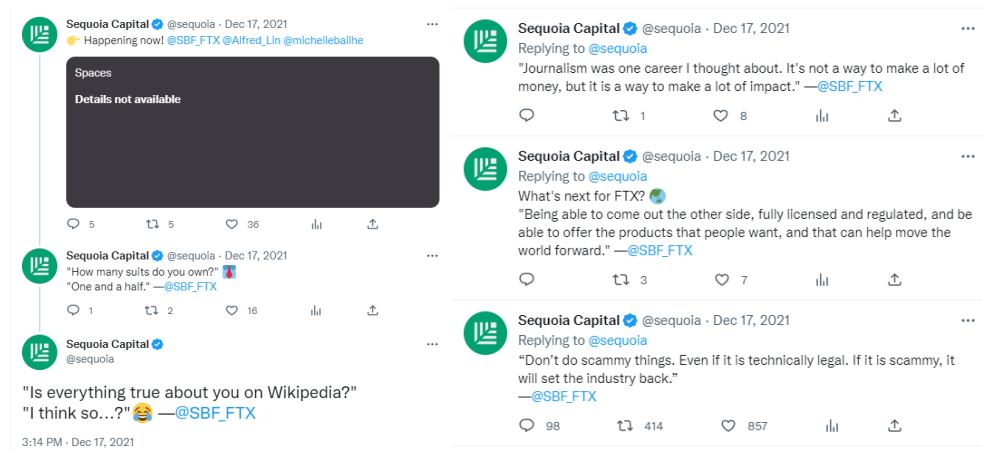 Sequoia Capital @sequoia · Dec 17, 2021
👉 Happening now! @SBF_FTX @Alfred_Lin @michellebailhe
Spaces
Details not available
5 5 36
Sequoia Capital @sequoia · Dec 17, 2021
"How many suits do you own?" 👔
"One and a half." —@SBF_FTX
1 2 16
Sequoia Capital
@sequoia
"Is everything true about you on Wikipedia?"
"I think so...?"😂 —@SBF_FTX
3:14 PM · Dec 17, 2021
Sequoia Capital @sequoia · Dec 17, 2021
Replying to @sequoia
"Journalism was one career I thought about. It's not a way to make a lot of
money, but it is a way to make a lot of impact." —@SBF_FTX
1 8
Sequoia Capital @sequoia · Dec 17, 2021
Replying to @sequoia
What's next for FTX? 🌏
"Being able to come out the other side, fully licensed and regulated, and be
able to offer the products that people want, and that can help move the
world forward." —@SBF_FTX
3 7
Sequoia Capital @sequoia · Dec 17, 2021
Replying to @sequoia
“Don’t do scammy things. Even if it is technically legal. If it is scammy, it
will set the industry back.”
—@SBF_FTX
98 414 857